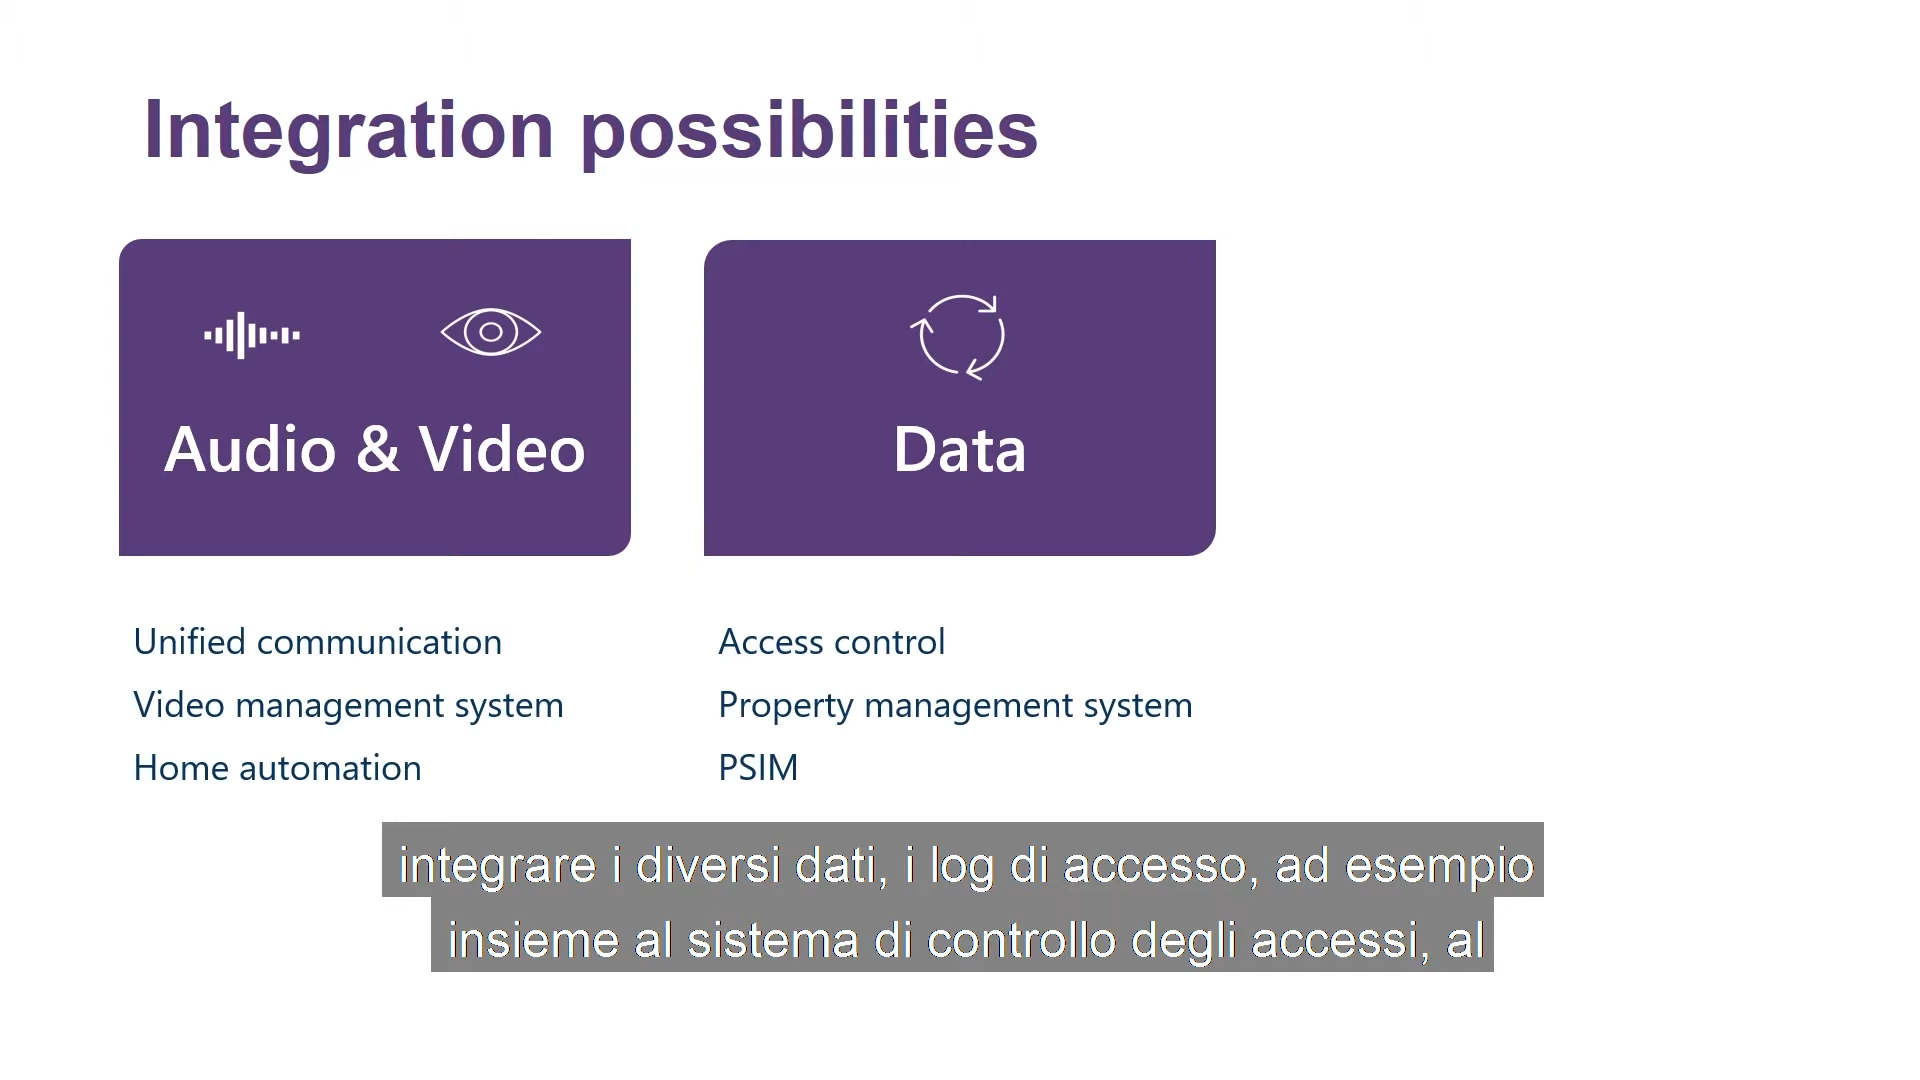 Integration possibilities
Audio & Video
Unified communication
Video management system
Home automation
Data
Access control
Property management system
PSIM
integrare i diversi dati, i log di accesso, ad esempio
insieme al sistema di controllo degli accessi, al